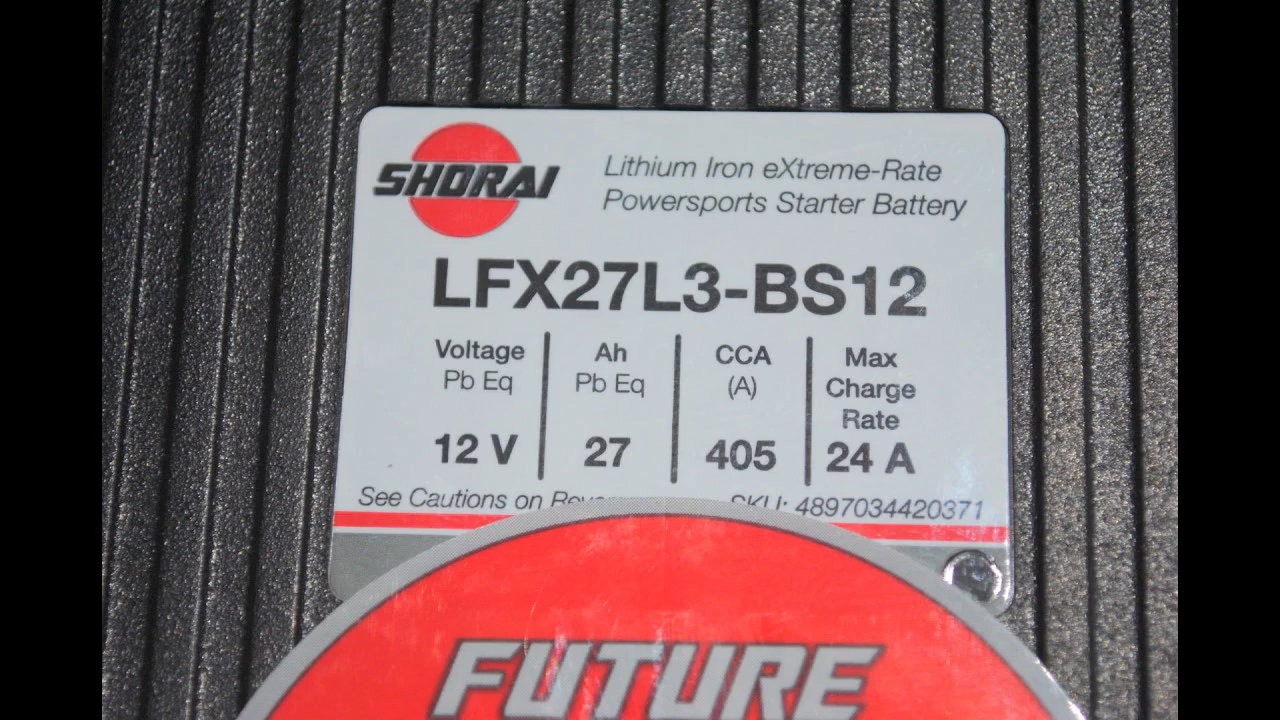 SHORAI
Lithium Iron eXtreme-Rate
Powersports Starter Battery
LFX27L3-BS12
Voltage
Pb Eq
12 V
Ah
Pb Eq
27
CCA
(A)
405
Max
Charge
Rate
24 A
See Cautions on
SKU: 4897034420371
FUTURE